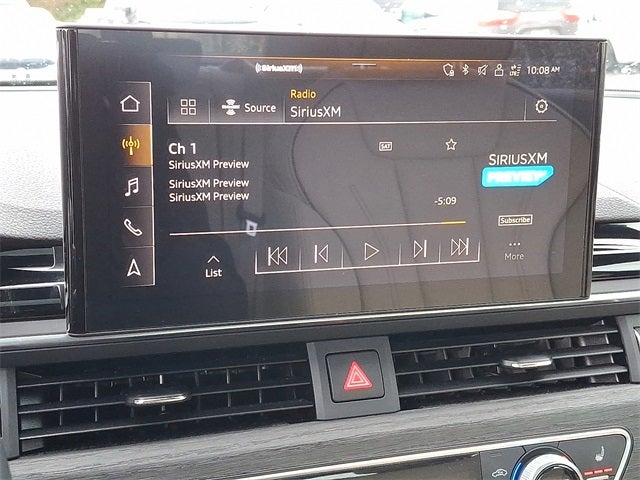 ((SiriusXM))
LTE 10:08 AM
Radio
Source SiriusXM
Ch 1 SAT
SiriusXM Preview
SiriusXM Preview
SiriusXM Preview
SIRIUSXM
PREVIEW
-5:09
Subscribe
List
More